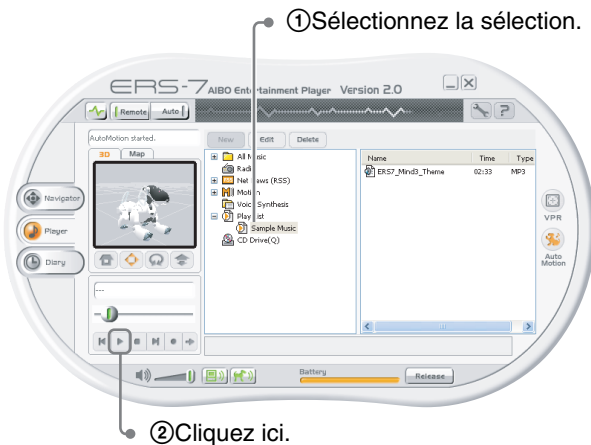 ①Sélectionnez la sélection.
ERS-7 AIBO Entertainment Player Version 2.0
Remote Auto
AutoMotion started.
3D Map
New Edit Delete
All Music
Radio
Net News (RSS)
Motion
Voice Synthesis
Play List
Sample Music
CD Drive(Q)
Name Time Type
ERS7_Mind3_Theme 02:33 MP3
Navigator
Player
Diary
VPR
Auto Motion
---
Battery
Release
②Cliquez ici.